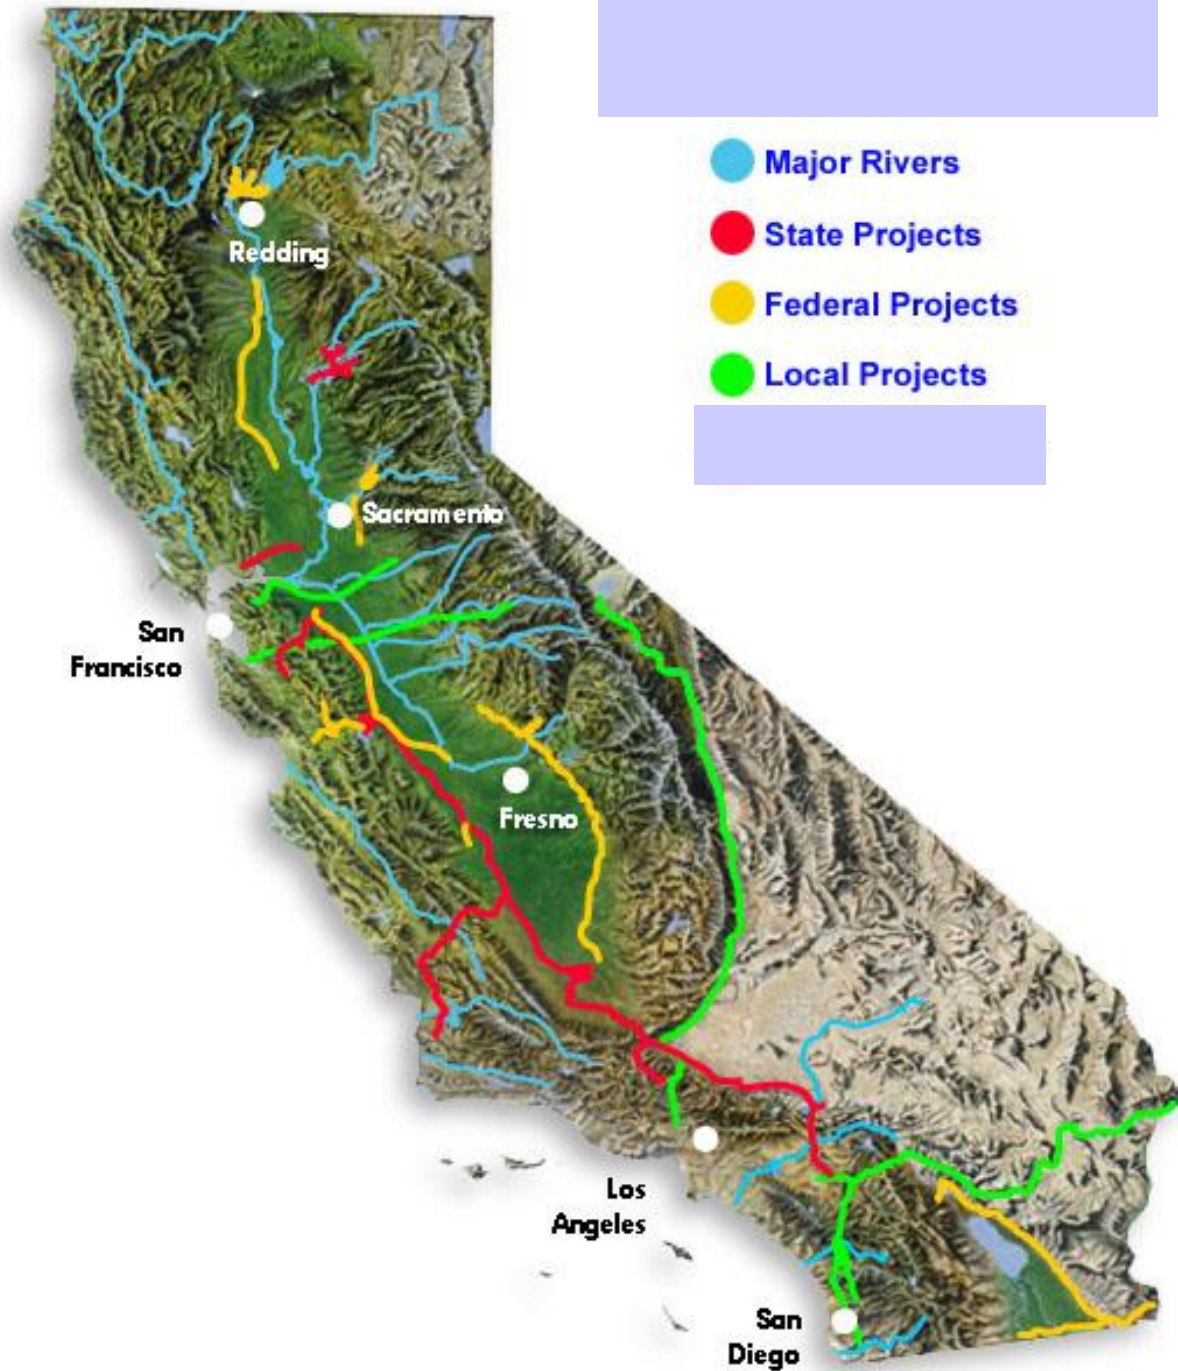 Major Rivers
State Projects
Federal Projects
Local Projects
Redding
Sacramento
San
Francisco
Fresno
Los
Angeles
San
Diego